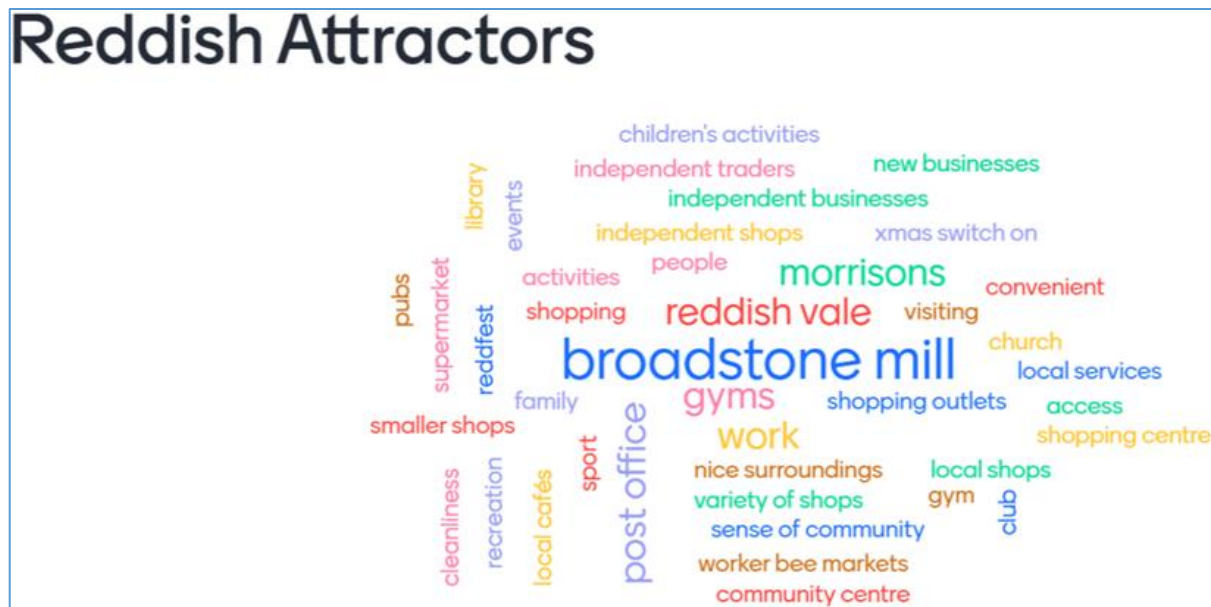 Reddish Attractors
children's activities
independent traders
new businesses
library
events
independent businesses
independent shops
xmas switch on
people
activities
morrisons
convenient
pubs
supermarket
reddfest
shopping
reddish vale
visiting
church
broadstone mill
local services
family
gyms
shopping outlets
access
smaller shops
sport
post office
work
shopping centre
nice surroundings
local shops
cleanliness
recreation
local cafés
variety of shops
gym
club
sense of community
worker bee markets
community centre